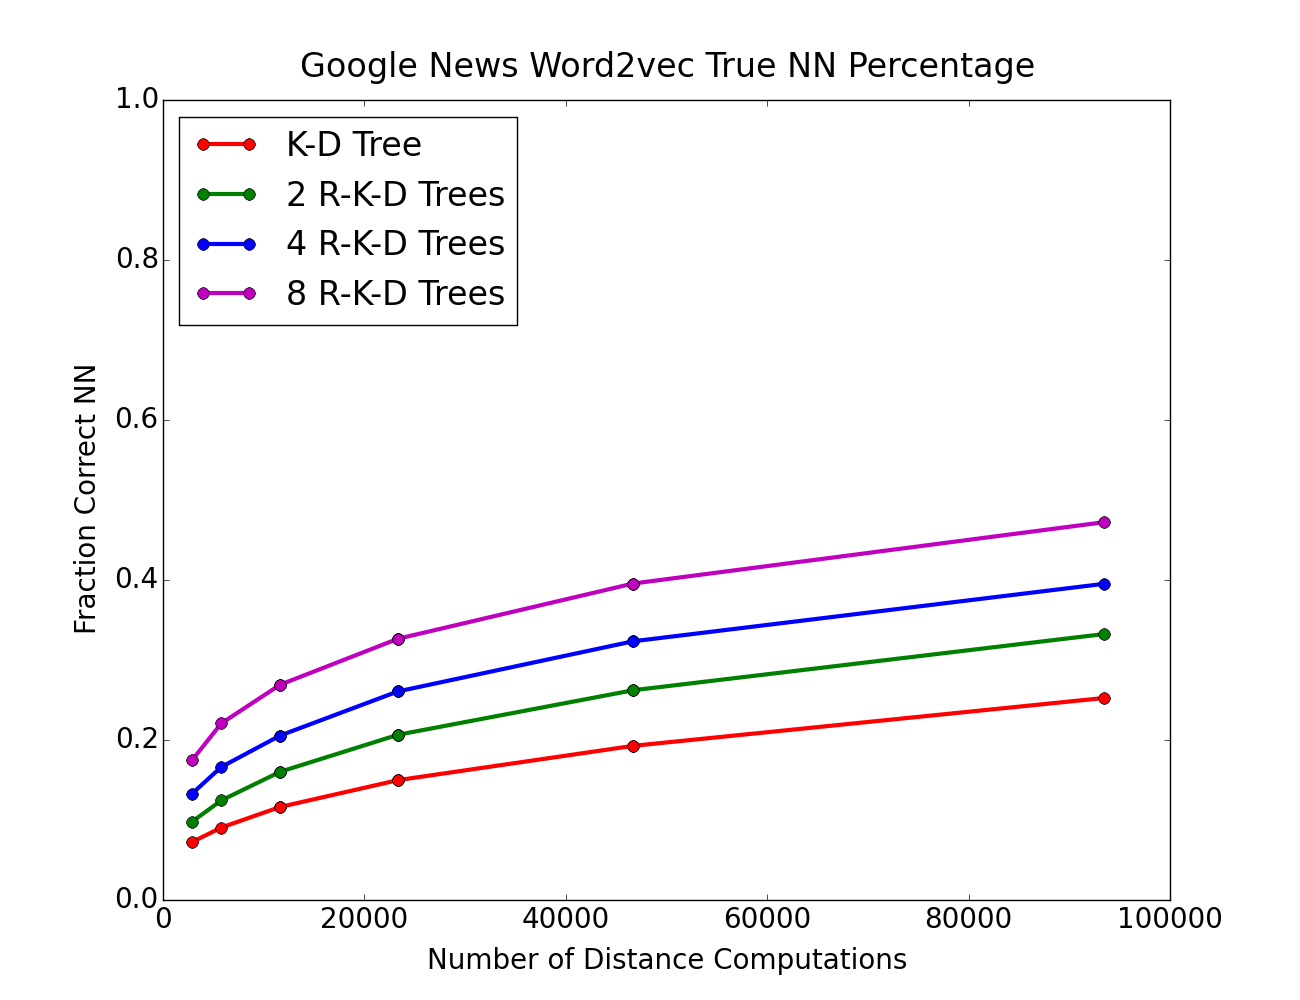 Google News Word2vec True NN Percentage
1.0
K-D Tree
2 R-K-D Trees
4 R-K-D Trees
8 R-K-D Trees
0.8
0.6
0.4
0.2
0.0
Fraction Correct NN
0 20000 40000 60000 80000 100000
Number of Distance Computations